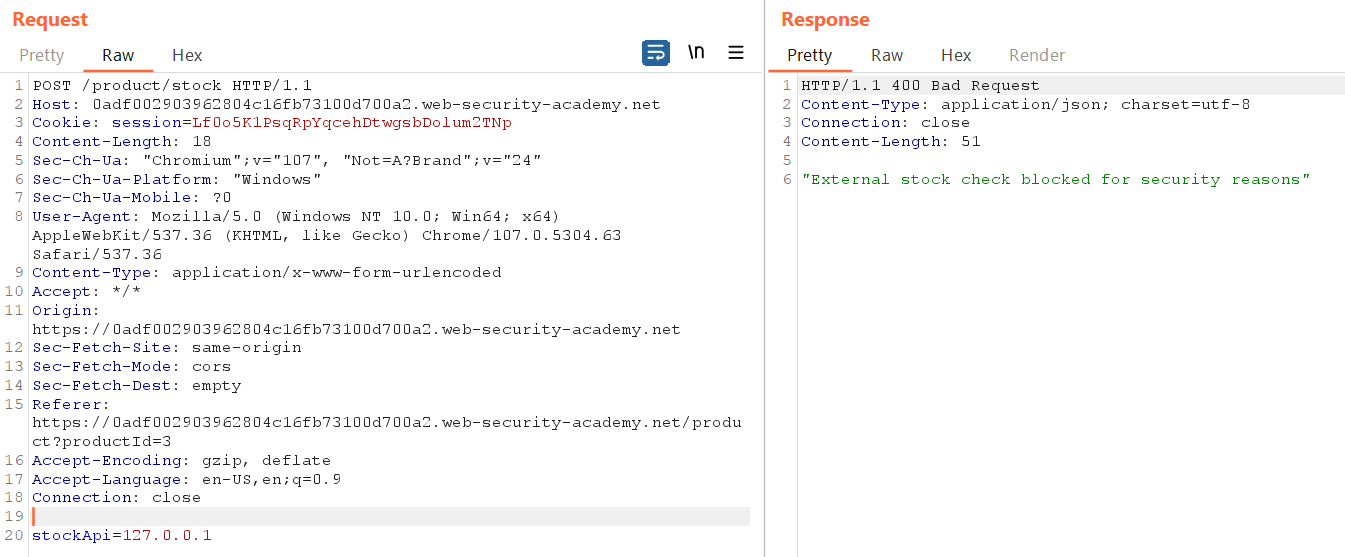 Request
Pretty Raw Hex
\n
1 POST /product/stock HTTP/1.1
2 Host: 0adf002903962804c16fb73100d700a2.web-security-academy.net
3 Cookie: session=Lf0o5K1PsqRpYqcehDtwgsbDolum2TNp
4 Content-Length: 18
5 Sec-Ch-Ua: "Chromium";v="107", "Not=A?Brand";v="24"
6 Sec-Ch-Ua-Platform: "Windows"
7 Sec-Ch-Ua-Mobile: ?0
8 User-Agent: Mozilla/5.0 (Windows NT 10.0; Win64; x64)
AppleWebKit/537.36 (KHTML, like Gecko) Chrome/107.0.5304.63
Safari/537.36
9 Content-Type: application/x-www-form-urlencoded
10 Accept: */*
11 Origin:
https://0adf002903962804c16fb73100d700a2.web-security-academy.net
12 Sec-Fetch-Site: same-origin
13 Sec-Fetch-Mode: cors
14 Sec-Fetch-Dest: empty
15 Referer:
https://0adf002903962804c16fb73100d700a2.web-security-academy.net/produ
ct?productId=3
16 Accept-Encoding: gzip, deflate
17 Accept-Language: en-US,en;q=0.9
18 Connection: close
19
20 stockApi=127.0.0.1
Response
Pretty Raw Hex Render
1 HTTP/1.1 400 Bad Request
2 Content-Type: application/json; charset=utf-8
3 Connection: close
4 Content-Length: 51
5
6 "External stock check blocked for security reasons"